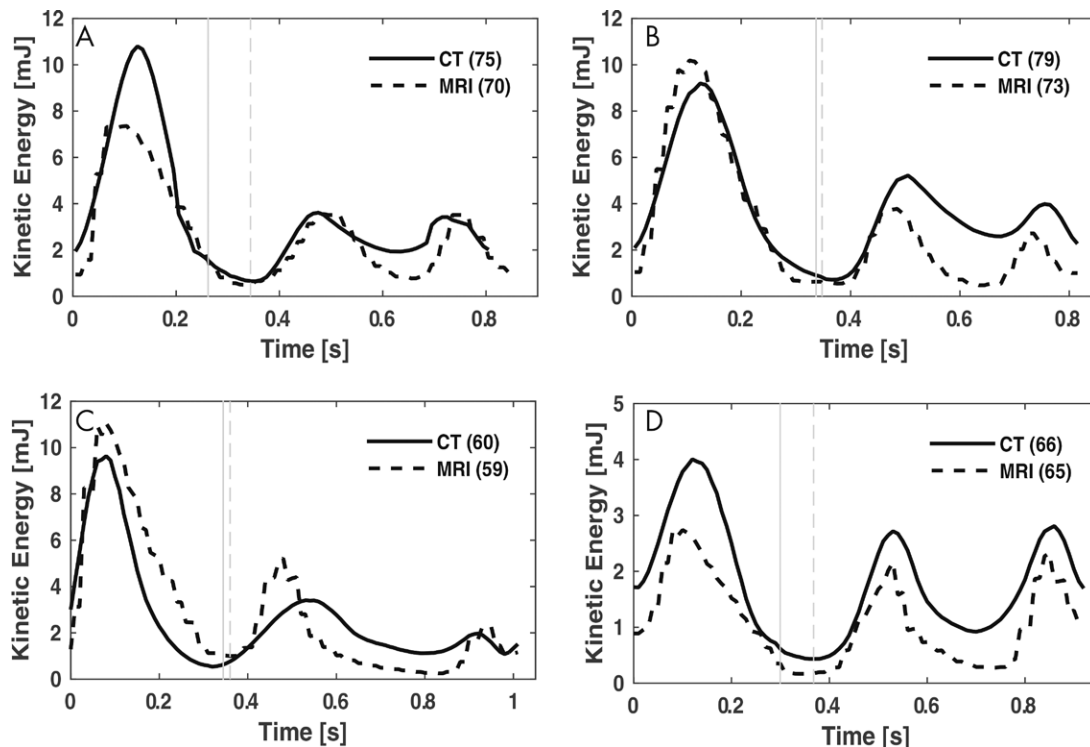 A
CT (75)
MRI (70)
Kinetic Energy [mJ]
12
10
8
6
4
2
0
0
0.2
0.4
0.6
0.8
Time [s]
B
CT (79)
MRI (73)
Kinetic Energy [mJ]
12
10
8
6
4
2
0
0
0.2
0.4
0.6
0.8
Time [s]
C
CT (60)
MRI (59)
Kinetic Energy [mJ]
12
10
8
6
4
2
0
0
0.2
0.4
0.6
0.8
1
Time [s]
D
CT (66)
MRI (65)
Kinetic Energy [mJ]
5
4
3
2
1
0
0
0.2
0.4
0.6
0.8
Time [s]